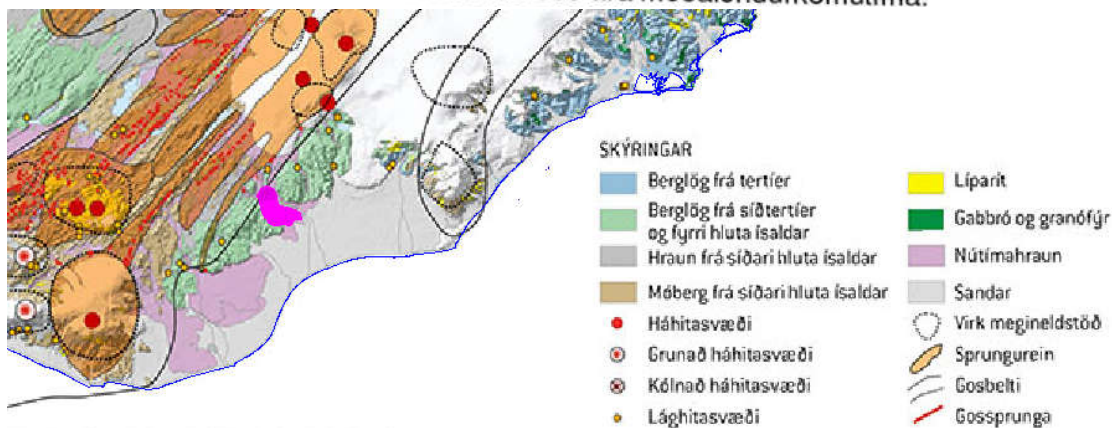 SKÝRINGAR
Berglög frá tertíer
Berglög frá síðtertíer
og fyrri hluta ísaldar
Hraun frá síðari hluta ísaldar
Móberg frá síðari hluta ísaldar
Háhitasvæði
Grunað háhitasvæði
Kólnað háhitasvæði
Lághitasvæði
Líparít
Gabbró og granófýr
Nútímahraun
Sandar
Virk megineldstöð
Sprungurein
Gosbelti
Gossprunga